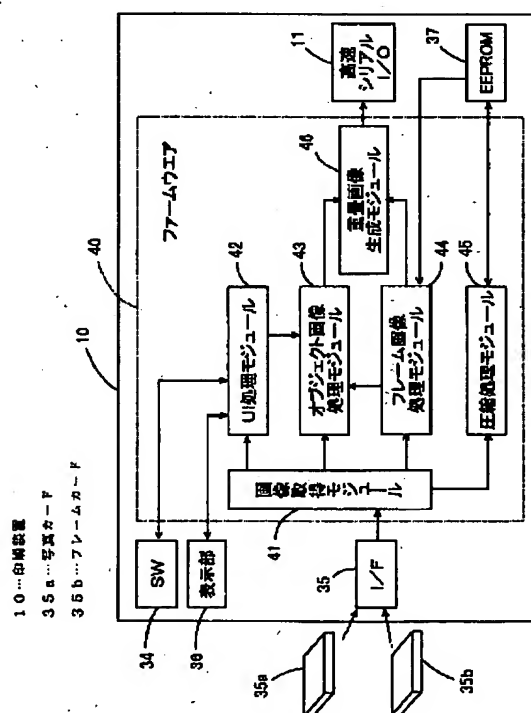 10…印刷装置
35a…写真カード
35b…フレームカード
10
40
ファームウエア
SW
34
表示部
36
UI処理モジュール
42
オブジェクト画像
処理モジュール
43
重畳画像
生成モジュール
46
高速
シリアル
I/O
11
画像取得モジュール
41
フレーム画像
処理モジュール
44
圧縮処理モジュール
45
EEPROM
37
I/F
35
35a
35b